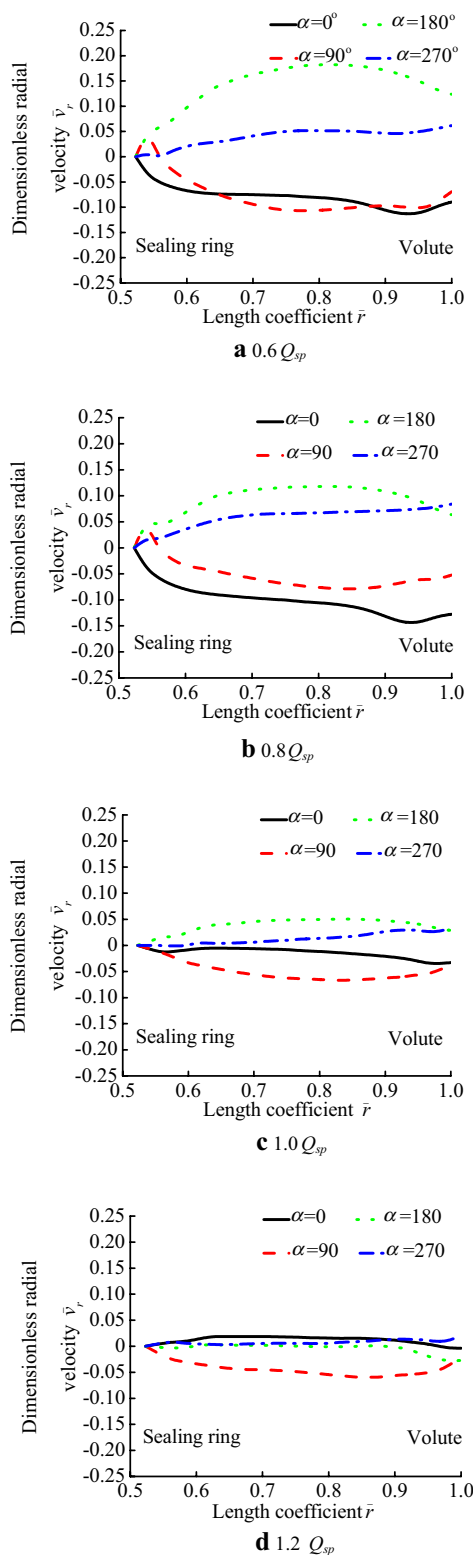 α=0° α=180°
α=90° α=270°
0.25
0.20
0.15
0.10
0.05
0
-0.05
-0.10
-0.15
-0.20
-0.25
Dimensionless radial
velocity v̄r
Sealing ring Volute
0.5 0.6 0.7 0.8 0.9 1.0
Length coefficient r̄
a 0.6 Qsp
α=0 α=180
α=90 α=270
0.25
0.20
0.15
0.10
0.05
0
-0.05
-0.10
-0.15
-0.20
-0.25
Dimensionless radial
velocity v̄r
Sealing ring Volute
0.5 0.6 0.7 0.8 0.9 1.0
Length coefficient r̄
b 0.8Qsp
α=0 α=180
α=90 α=270
0.25
0.20
0.15
0.10
0.05
0
-0.05
-0.10
-0.15
-0.20
-0.25
Dimensionless radial
velocity v̄r
Sealing ring Volute
0.5 0.6 0.7 0.8 0.9 1.0
Length coefficient r̄
c 1.0 Qsp
α=0 α=180
α=90 α=270
0.25
0.20
0.15
0.10
0.05
0
-0.05
-0.10
-0.15
-0.20
-0.25
Dimensionless radial
velocity v̄r
Sealing ring Volute
0.5 0.6 0.7 0.8 0.9 1.0
Length coefficient r̄
d 1.2 Qsp